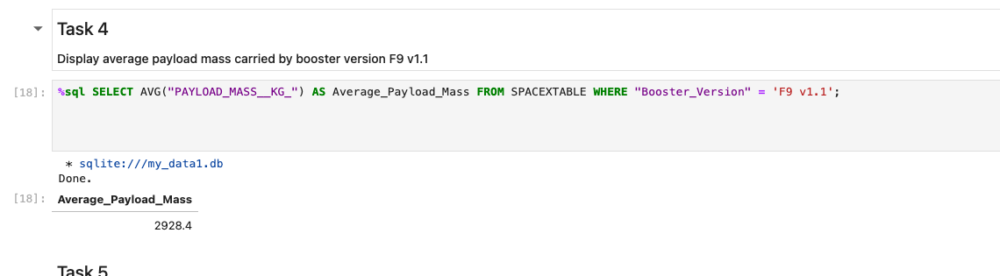 Task 4
Display average payload mass carried by booster version F9 v1.1
[18]: %sql SELECT AVG("PAYLOAD_MASS__KG_") AS Average_Payload_Mass FROM SPACEXTABLE WHERE "Booster_Version" = 'F9 v1.1';
* sqlite:///my_data1.db
Done.
[18]: Average_Payload_Mass
2928.4
Task 5